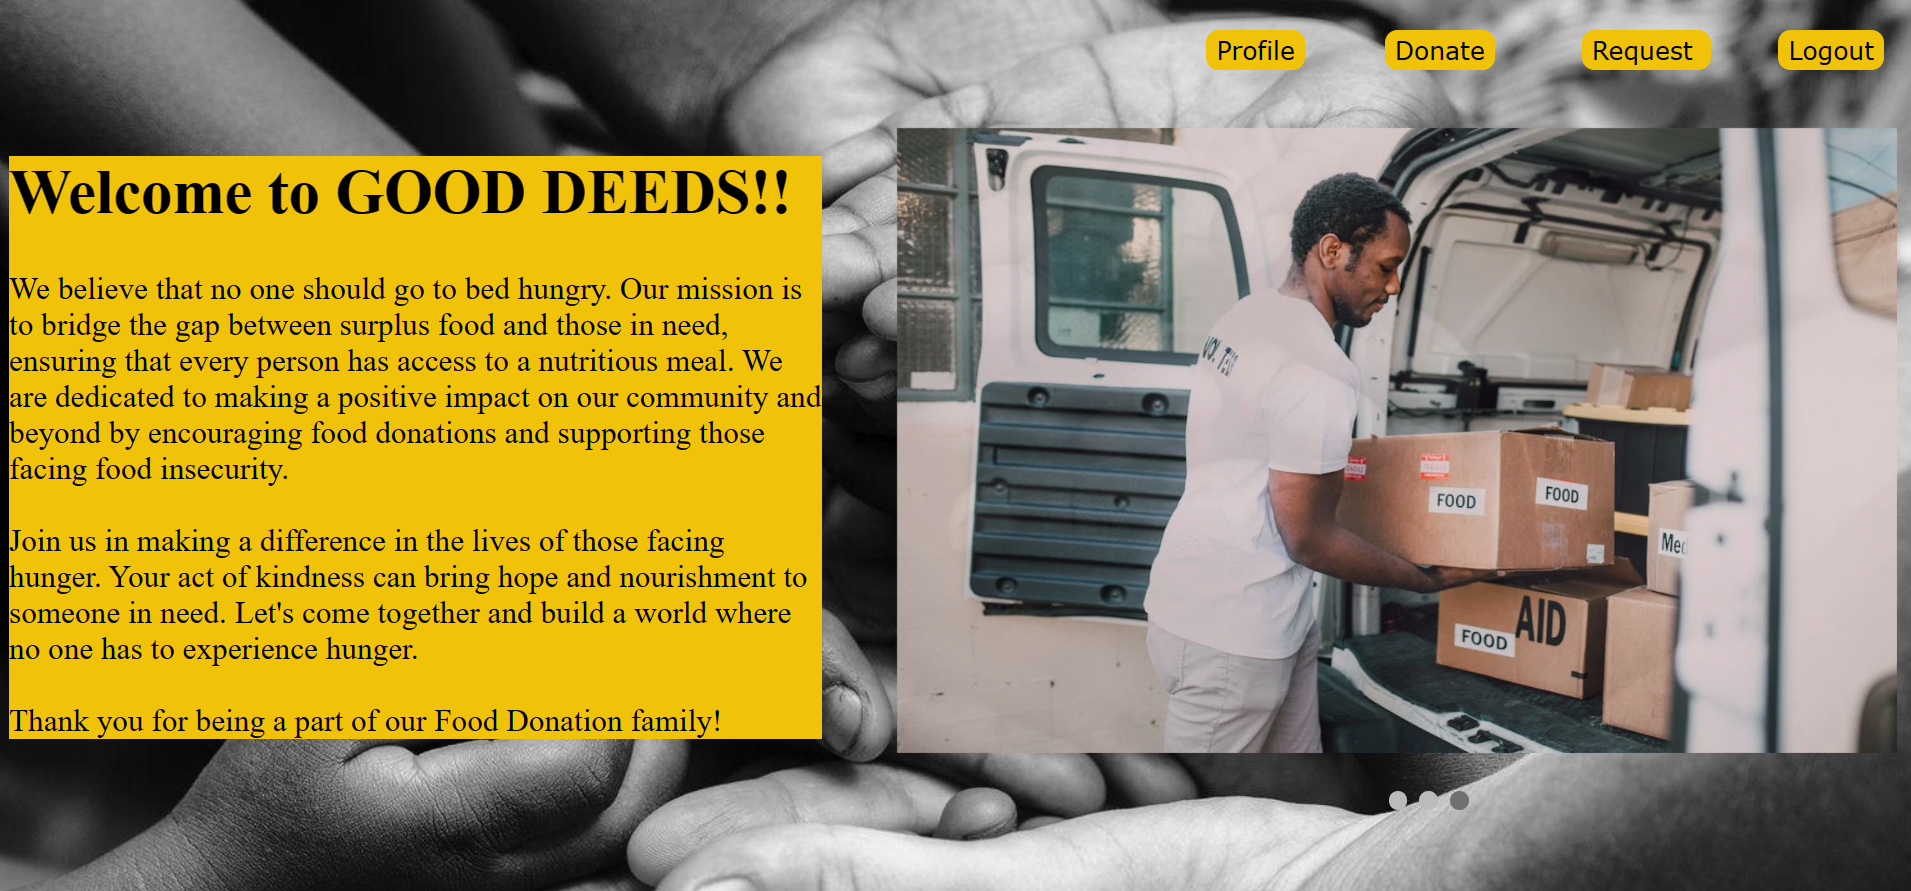 Profile
Donate
Request
Logout
Welcome to GOOD DEEDS!!
We believe that no one should go to bed hungry. Our mission is
to bridge the gap between surplus food and those in need,
ensuring that every person has access to a nutritious meal. We
are dedicated to making a positive impact on our community and
beyond by encouraging food donations and supporting those
facing food insecurity.
Join us in making a difference in the lives of those facing
hunger. Your act of kindness can bring hope and nourishment to
someone in need. Let's come together and build a world where
no one has to experience hunger.
Thank you for being a part of our Food Donation family!
FOOD
FOOD
AID
FOOD